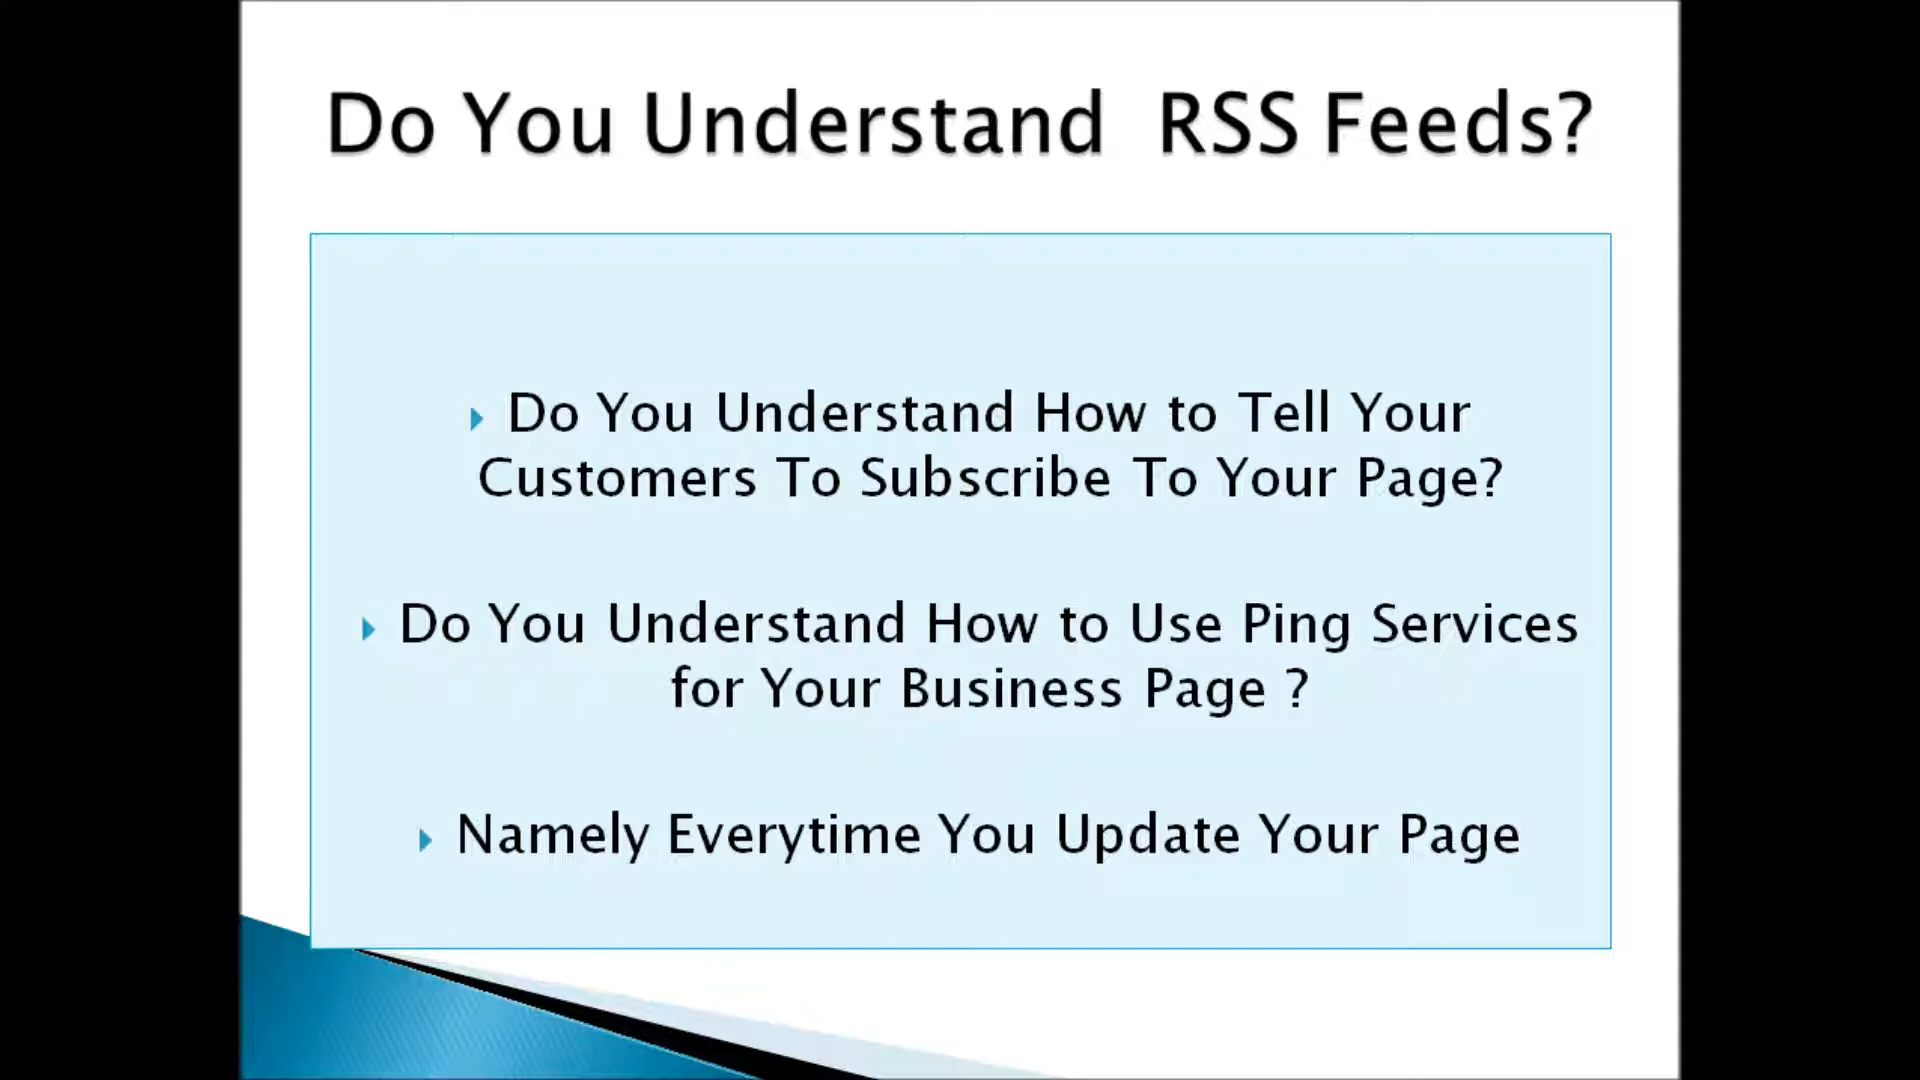 Do You Understand  RSS Feeds?
Do You Understand How to Tell Your
Customers To Subscribe To Your Page?
Do You Understand How to Use Ping Services
for Your Business Page ?
Namely Everytime You Update Your Page